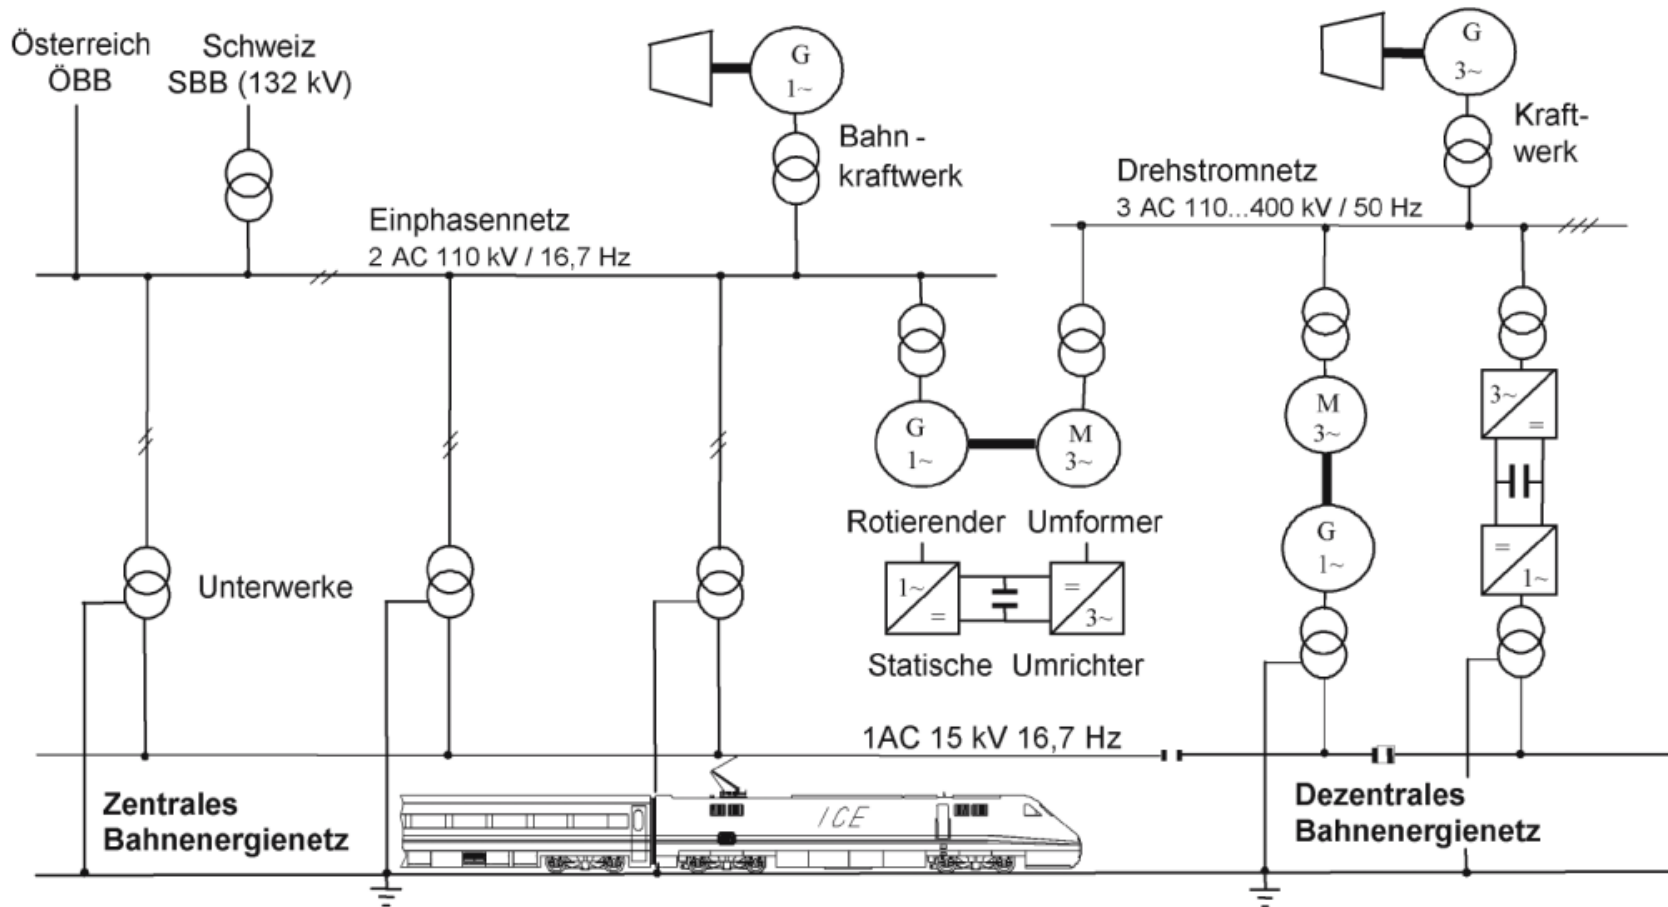 Österreich
ÖBB
Schweiz
SBB (132 kV)
G
1~
Bahn -
kraftwerk
G
3~
Kraft-
werk
Einphasennetz
2 AC 110 kV / 16,7 Hz
Drehstromnetz
3 AC 110...400 kV / 50 Hz
G
1~
M
3~
Rotierender Umformer
1~
=
=
3~
Statische Umrichter
M
3~
G
1~
3~
=
=
1~
Unterwerke
1AC 15 kV 16,7 Hz
Zentrales
Bahnenergienetz
ICE
Dezentrales
Bahnenergienetz